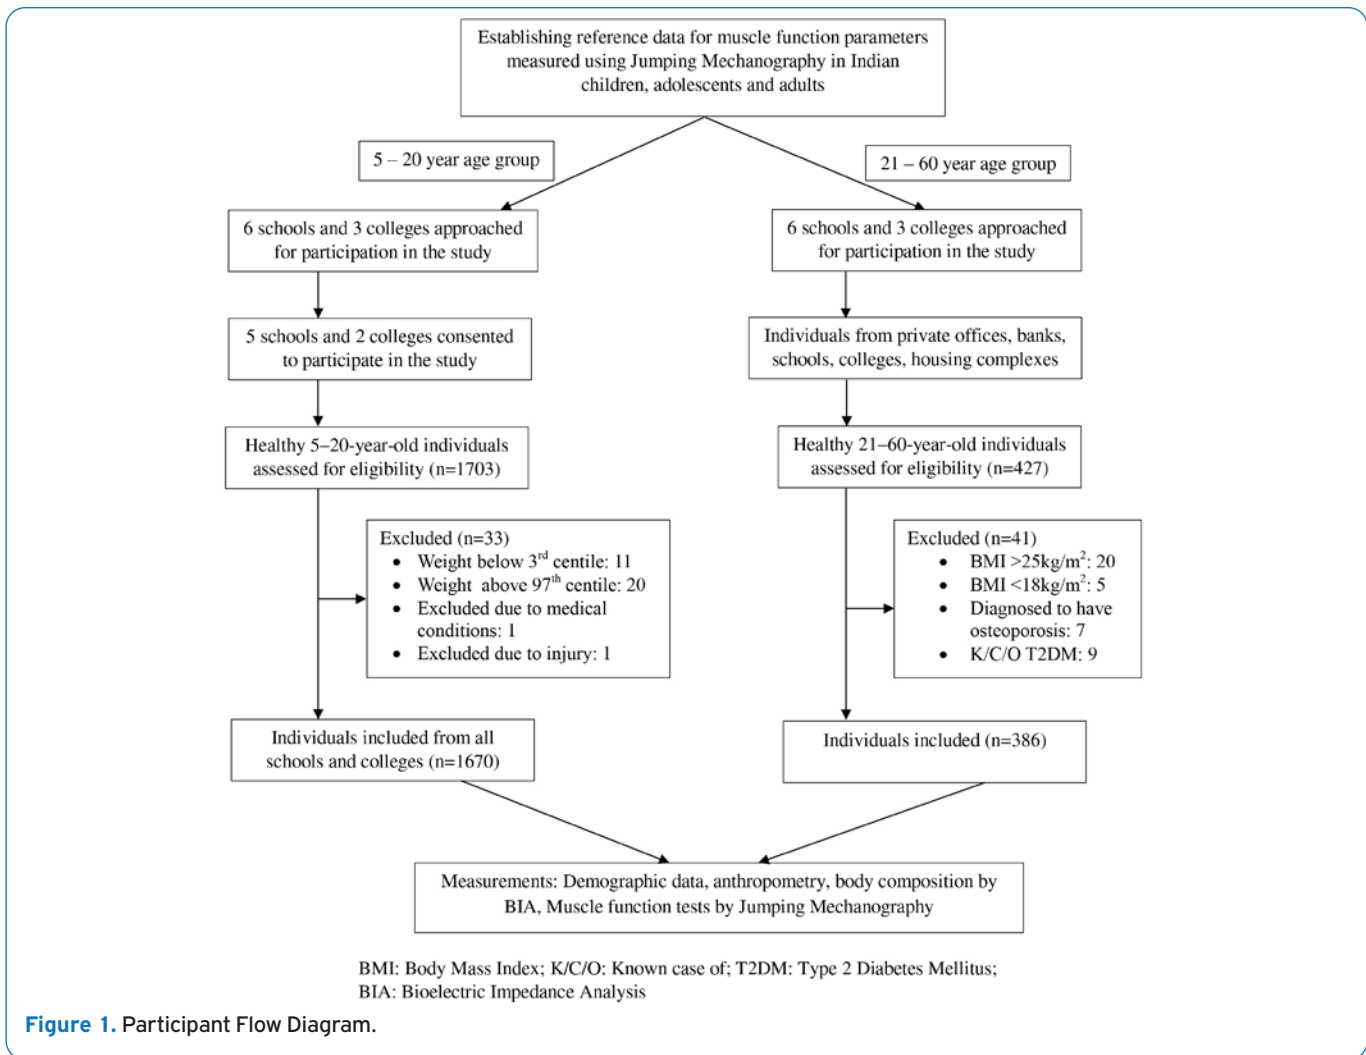 Establishing reference data for muscle function parameters
measured using Jumping Mechanography in Indian
children, adolescents and adults
5 – 20 year age group
21 – 60 year age group
6 schools and 3 colleges approached
for participation in the study
6 schools and 3 colleges approached
for participation in the study
5 schools and 2 colleges consented
to participate in the study
Individuals from private offices, banks,
schools, colleges, housing complexes
Healthy 5–20-year-old individuals
assessed for eligibility (n=1703)
Healthy 21–60-year-old individuals
assessed for eligibility (n=427)
Excluded (n=33)
• Weight below 3rd centile: 11
• Weight above 97th centile: 20
• Excluded due to medical
conditions: 1
• Excluded due to injury: 1
Excluded (n=41)
• BMI >25kg/m²: 20
• BMI <18kg/m²: 5
• Diagnosed to have
osteoporosis: 7
• K/C/O T2DM: 9
Individuals included from all
schools and colleges (n=1670)
Individuals included (n=386)
Measurements: Demographic data, anthropometry, body composition by
BIA, Muscle function tests by Jumping Mechanography
BMI: Body Mass Index; K/C/O: Known case of; T2DM: Type 2 Diabetes Mellitus;
BIA: Bioelectric Impedance Analysis
Figure 1. Participant Flow Diagram.